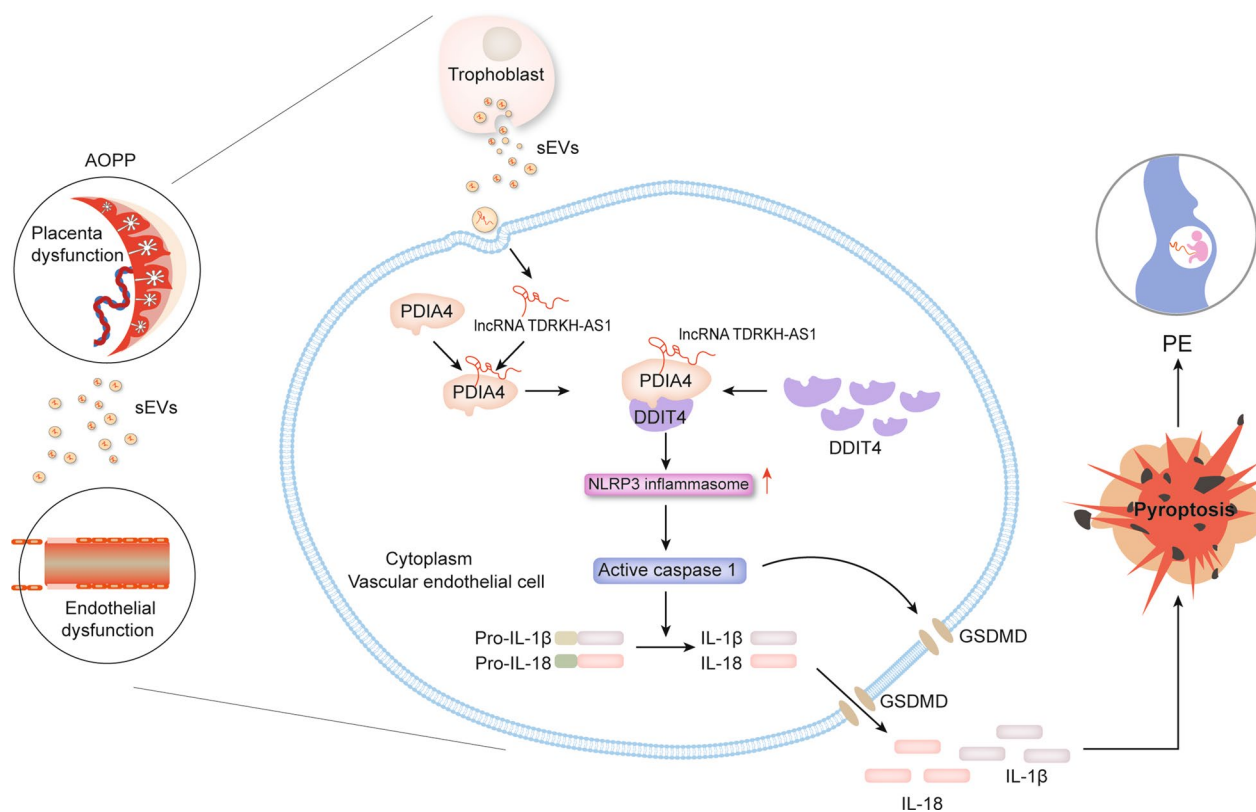 AOPP
Placenta
dysfunction
sEVs
Endothelial
dysfunction
Trophoblast
sEVs
PDIA4
lncRNA TDRKH-AS1
PDIA4
lncRNA TDRKH-AS1
PDIA4
DDIT4
DDIT4
NLRP3 inflammasome
Cytoplasm
Vascular endothelial cell
Active caspase 1
Pro-IL-1β
IL-1β
Pro-IL-18
IL-18
GSDMD
GSDMD
IL-18
IL-1β
Pyroptosis
PE